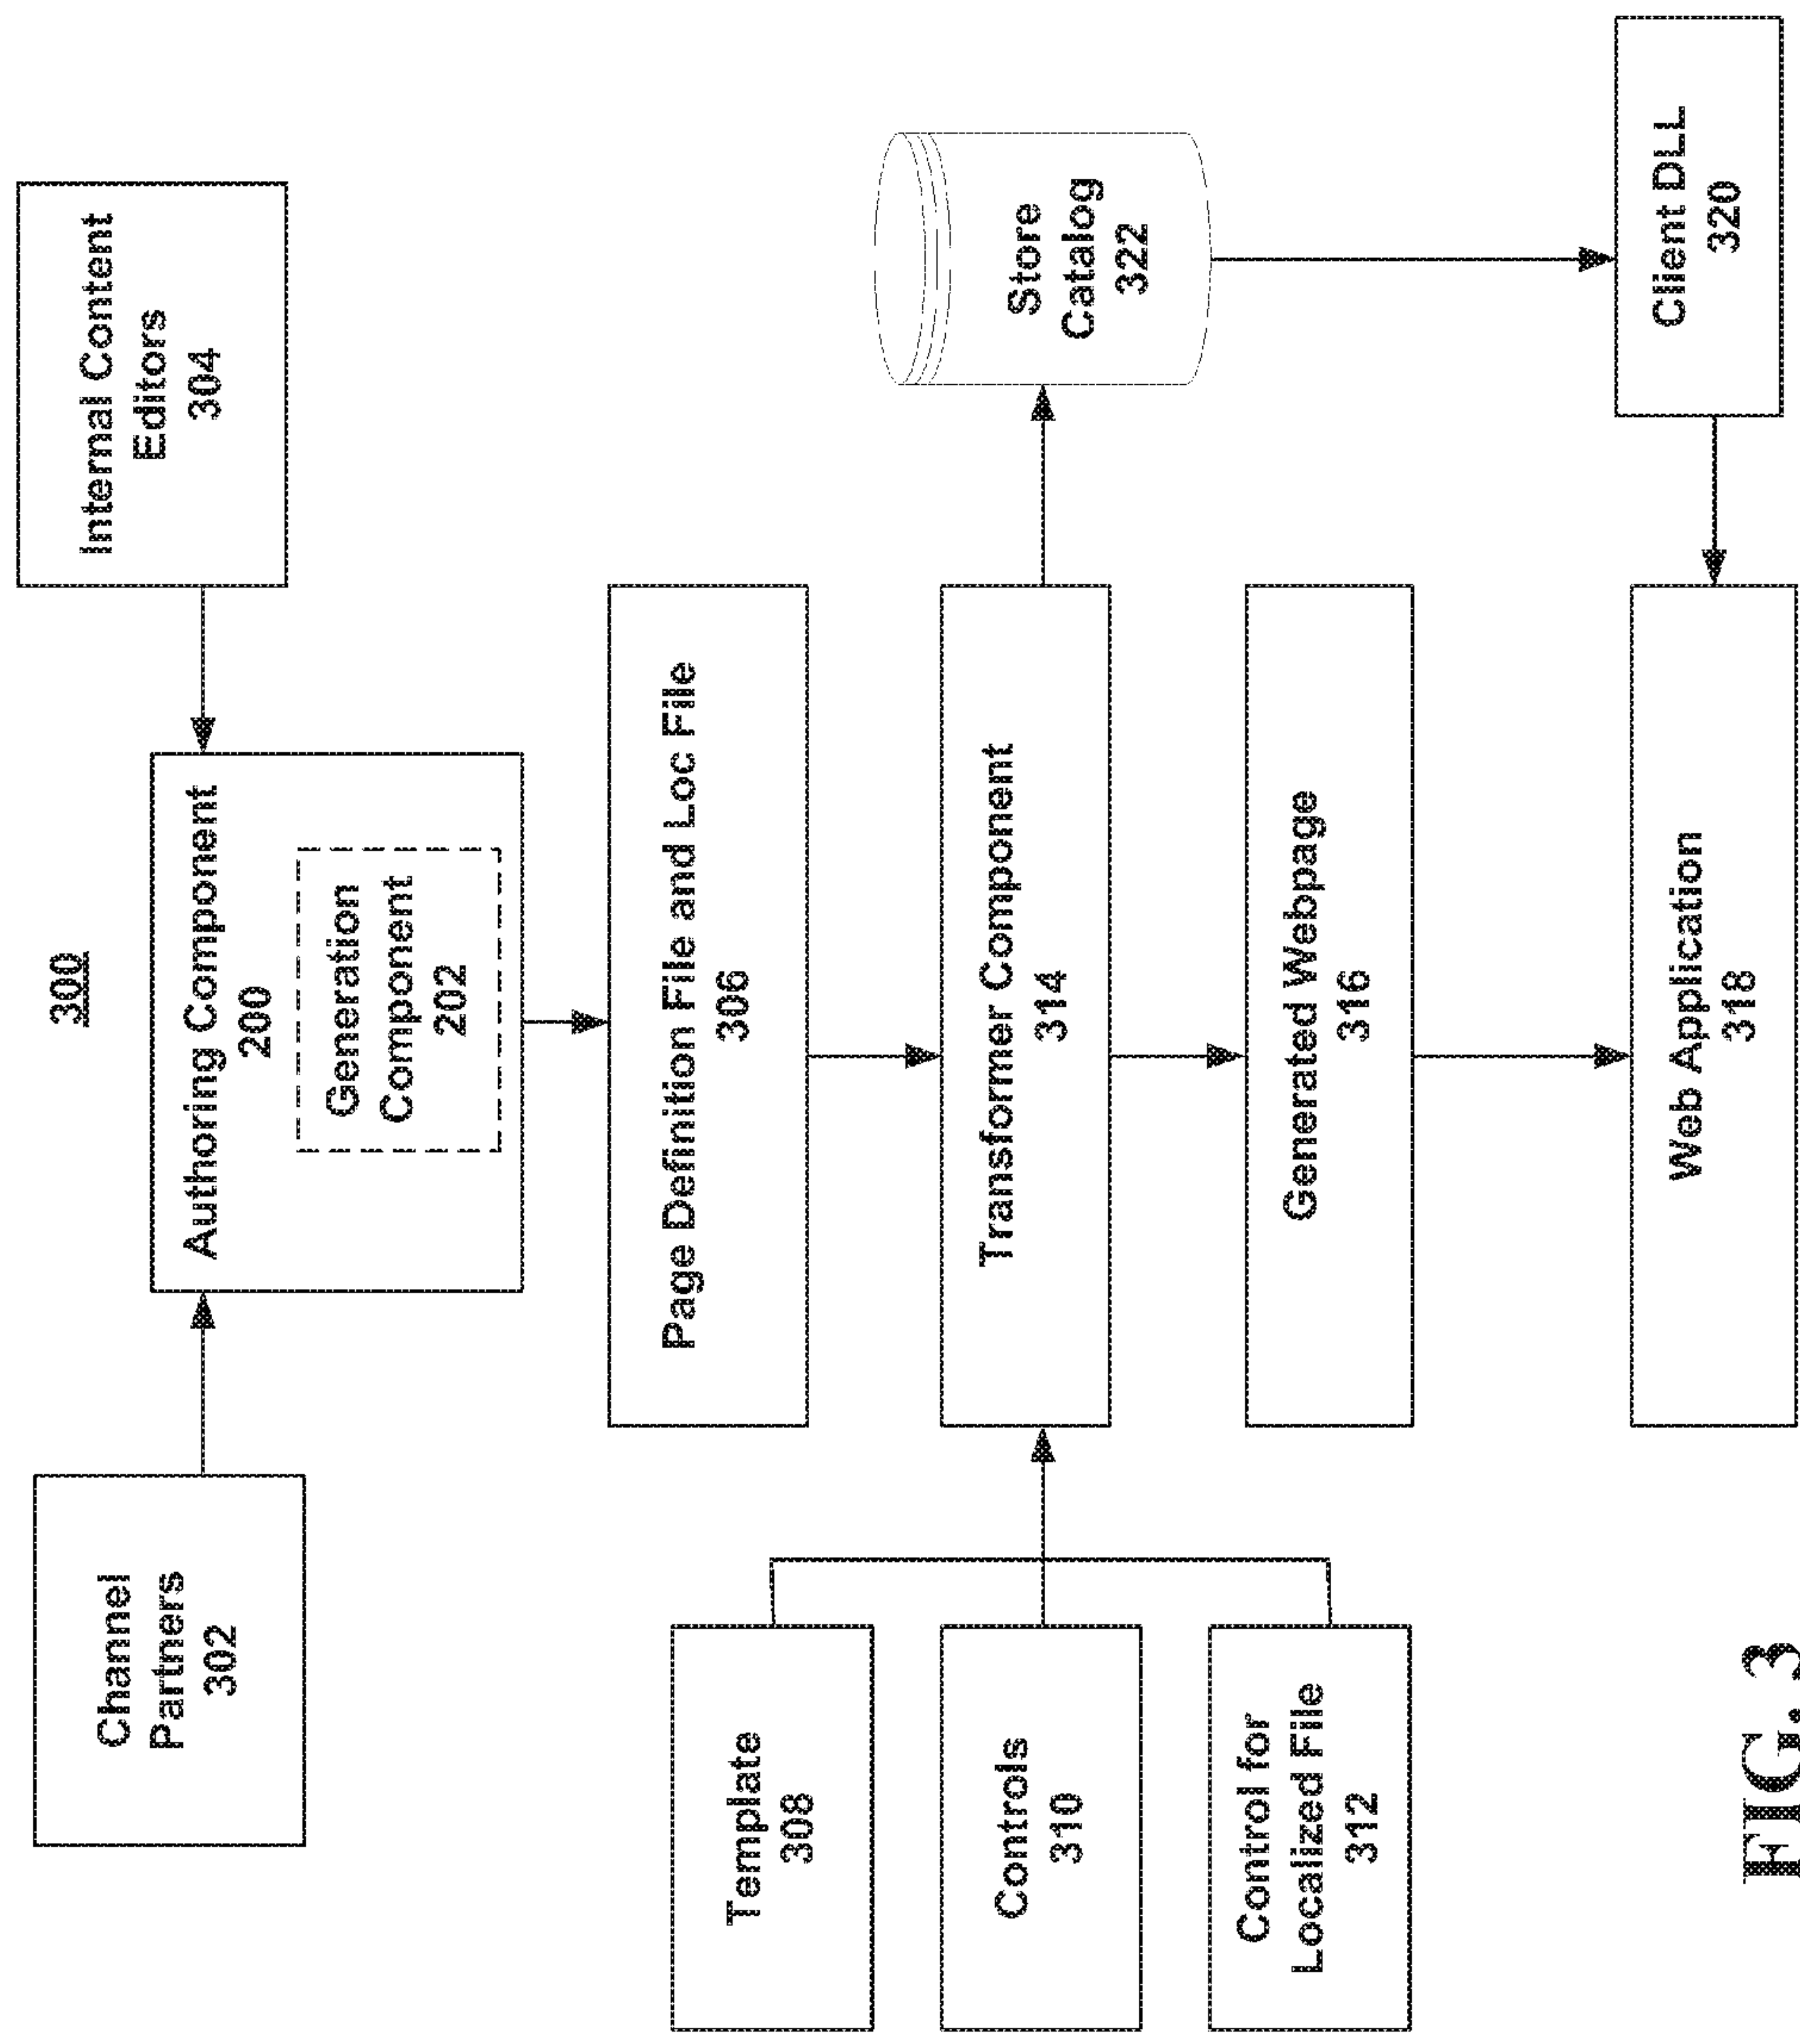 300
Channel
Partners
302
Authoring Component
200
Generation
Component
202
Internal Content
Editors
304
Page Definition File and Loc File
306
Template
308
Controls
310
Control for
Localized File
312
Transformer Component
314
Store
Catalog
322
Generated Webpage
316
Web Application
318
Client DLL
320
FIG. 3